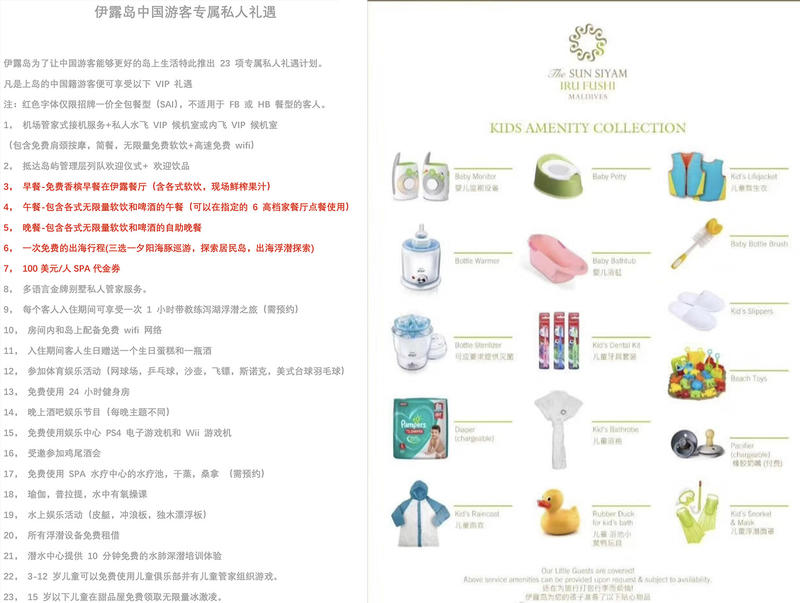 伊露岛中国游客专属私人礼遇
伊露岛为了让中国游客能够更好的岛上生活特此推出 23 项专属私人礼遇计划。
凡是上岛的中国籍游客便可享受以下 VIP 礼遇
注：红色字体仅限招牌一价全包餐型（SAI），不适用于 FB 或 HB 餐型的客人。
1， 机场管家式接机服务+私人水飞 VIP 候机室或内飞 VIP 候机室
（包含免费肩颈按摩，简餐，无限量免费软饮+高速免费 wifi）
2， 抵达岛屿管理层列队欢迎仪式+ 欢迎饮品
3， 早餐-免费香槟早餐在伊露餐厅（含各式软饮，现场鲜榨果汁）
4， 午餐-包含各式无限量软饮和啤酒的午餐（可以在指定的 6 高档家餐厅点餐使用）
5， 晚餐-包含各式无限量软饮和啤酒的自助晚餐
6， 一次免费的出海行程(三选一夕阳海豚巡游，探索居民岛，出海浮潜探索)
7， 100 美元/人 SPA 代金券
8， 多语言金牌别墅私人管家服务。
9， 每个客人入住期间可享受一次 1 小时带教练泻湖浮潜之旅（需预约）
10， 房间内和岛上配备免费 wifi 网络
11， 入住期间客人生日赠送一个生日蛋糕和一瓶酒
12， 参加体育娱乐活动（网球场，乒乓球，沙壶，飞镖，斯诺克，美式台球羽毛球）
13， 免费使用 24 小时健身房
14， 晚上酒吧娱乐节目（每晚主题不同）
15， 免费使用娱乐中心 PS4 电子游戏机和 Wii 游戏机
16， 受邀参加鸡尾酒会
17， 免费使用 SPA 水疗中心的水疗池，干蒸，桑拿 （需预约）
18， 瑜伽，普拉提，水中有氧操课
19， 水上娱乐活动（皮艇，冲浪板，独木漂浮板）
20， 所有浮潜设备免费租借
21， 潜水中心提供 10 分钟免费的水肺深潜培训体验
22， 3-12 岁儿童可以免费使用儿童俱乐部并有儿童管家组织游戏。
23， 15 岁以下儿童在甜品屋免费领取无限量冰激凌。
The SUN SIYAM
IRU FUSHI
MALDIVES
KIDS AMENITY COLLECTION
Baby Monitor
婴儿监视设备
Baby Potty
Kid's Lifejacket
儿童救生衣
Bottle Warmer
Baby Bathtub
婴儿浴缸
Baby Bottle Brush
Kid's Slippers
Bottle Sterilizer
可应要求提供灭菌
Kid's Dental Kit
儿童牙具套装
Beach Toys
Pampers
Diaper
(chargeable)
Kid's Bathrobe
儿童浴袍
Pacifier
(chargeable)
橡胶奶嘴 (付费)
Kid's Raincoat
儿童雨衣
Rubber Duck
for kid's bath
儿童 浴池小
黄鸭玩具
Kid's Snorkel
& Mask
儿童浮潜面罩
Our Little Guests are covered!
Above service amenities can be provided upon request & subject to availability.
还在为旅行打包行李而烦恼!
伊露岛为您的孩子准备了以下贴心物品